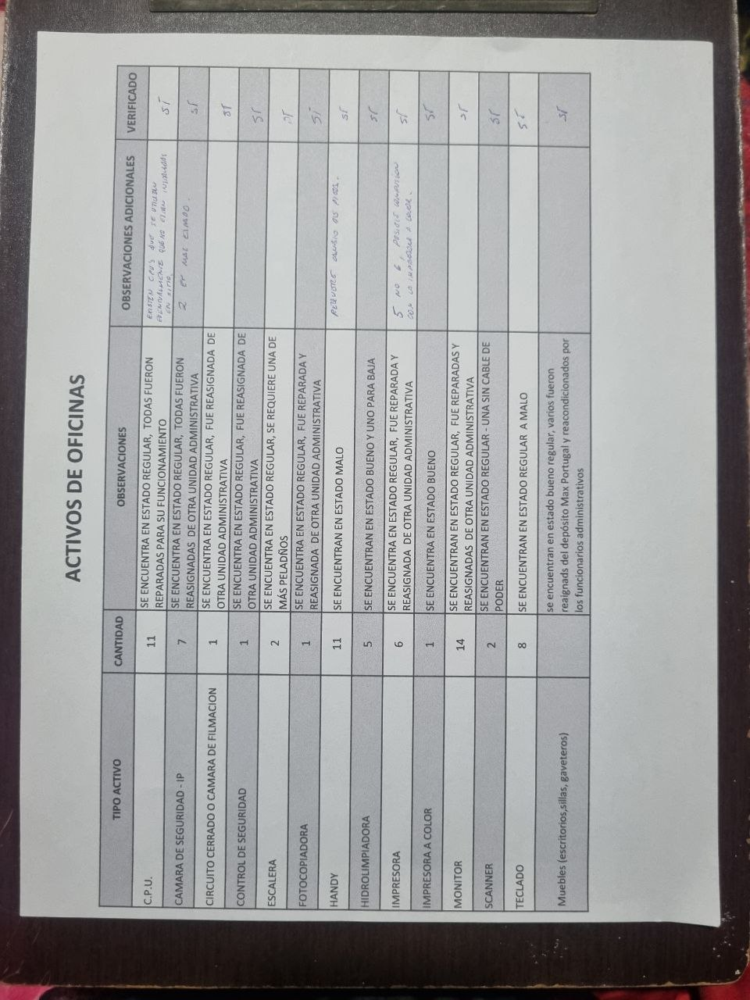 ACTIVOS DE OFICINAS
TIPO ACTIVO CANTIDAD OBSERVACIONES OBSERVACIONES ADICIONALES VERIFICADO
C.P.U. 11 SE ENCUENTRA EN ESTADO REGULAR, TODAS FUERON
REPARADAS PARA SU FUNCIONAMIENTO
EXISTEN CPU'S QUE SE UTILIZAN
EVENTUALMENTE QUE NO ESTAN INSTALADAS
EN SITIO. SI
CAMARA DE SEGURIDAD - IP 7 SE ENCUENTRA EN ESTADO REGULAR, TODAS FUERON
REASIGNADAS DE OTRA UNIDAD ADMINISTRATIVA
2 EN MAL ESTADO. SI
CIRCUITO CERRADO O CAMARA DE FILMACION 1 SE ENCUENTRA EN ESTADO REGULAR, FUE REASIGNADA DE
OTRA UNIDAD ADMINISTRATIVA SI
CONTROL DE SEGURIDAD 1 SE ENCUENTRA EN ESTADO REGULAR, FUE REASIGNADA DE
OTRA UNIDAD ADMINISTRATIVA SI
ESCALERA 2 SE ENCUENTRA EN ESTADO REGULAR, SE REQUIERE UNA DE
MÁS PELADÑOS SI
FOTOCOPIADORA 1 SE ENCUENTRA EN ESTADO REGULAR, FUE REPARADA Y
REASIGNADA DE OTRA UNIDAD ADMINISTRATIVA SI
HANDY 11 SE ENCUENTRAN EN ESTADO MALO
REQUIERE CAMBIO DE SI
HIDROLIMPIADORA 5 SE ENCUENTRAN EN ESTADO BUENO Y UNO PARA BAJA SI
IMPRESORA 6 SE ENCUENTRA EN ESTADO REGULAR, FUE REPARADA Y
REASIGNADA DE OTRA UNIDAD ADMINISTRATIVA
5 NO 6, POSIBLE CONFUSION
CON LA IMPRESORA A COLOR. SI
IMPRESORA A COLOR 1 SE ENCUENTRA EN ESTADO BUENO SI
MONITOR 14 SE ENCUENTRAN EN ESTADO REGULAR, FUE REPARADAS Y
REASIGNADAS DE OTRA UNIDAD ADMINISTRATIVA SI
SCANNER 2 SE ENCUNTRAN EN ESTADO REGULAR - UNA SIN CABLE DE
PODER SI
TECLADO 8 SE ENCUENTRAN EN ESTADO REGULAR A MALO SI
Muebles (escritorios,sillas, gaveteros) se encuentran en estado bueno regular, varios fueron
reaignads del depósito Max Portugal y reacondicionados por
los funcionarios administrativos SI